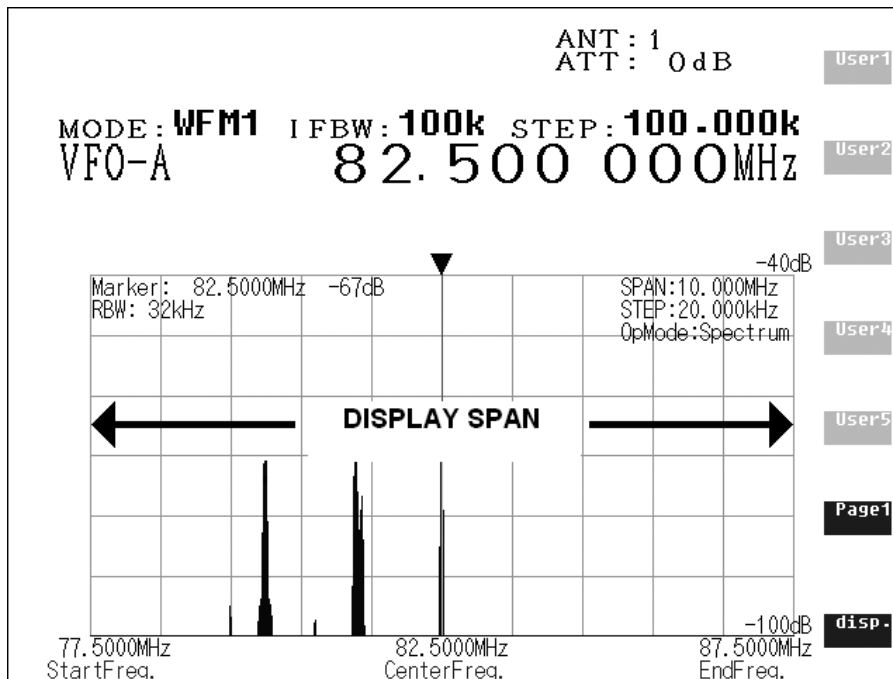 ANT:1
ATT: 0dB
User1
MODE:WFM1 IFBW:100k STEP:100.000k
VFO-A 82.500 000MHz
User2
User3
-40dB
Marker: 82.5000MHz -67dB
SPAN:10.000MHz
RBW: 32kHz
STEP:20.000kHz
OpMode:Spectrum
User4
DISPLAY SPAN
User5
Page1
-100dB
disp.
77.5000MHz 82.5000MHz 87.5000MHz
StartFreq. CenterFreq. EndFreq.